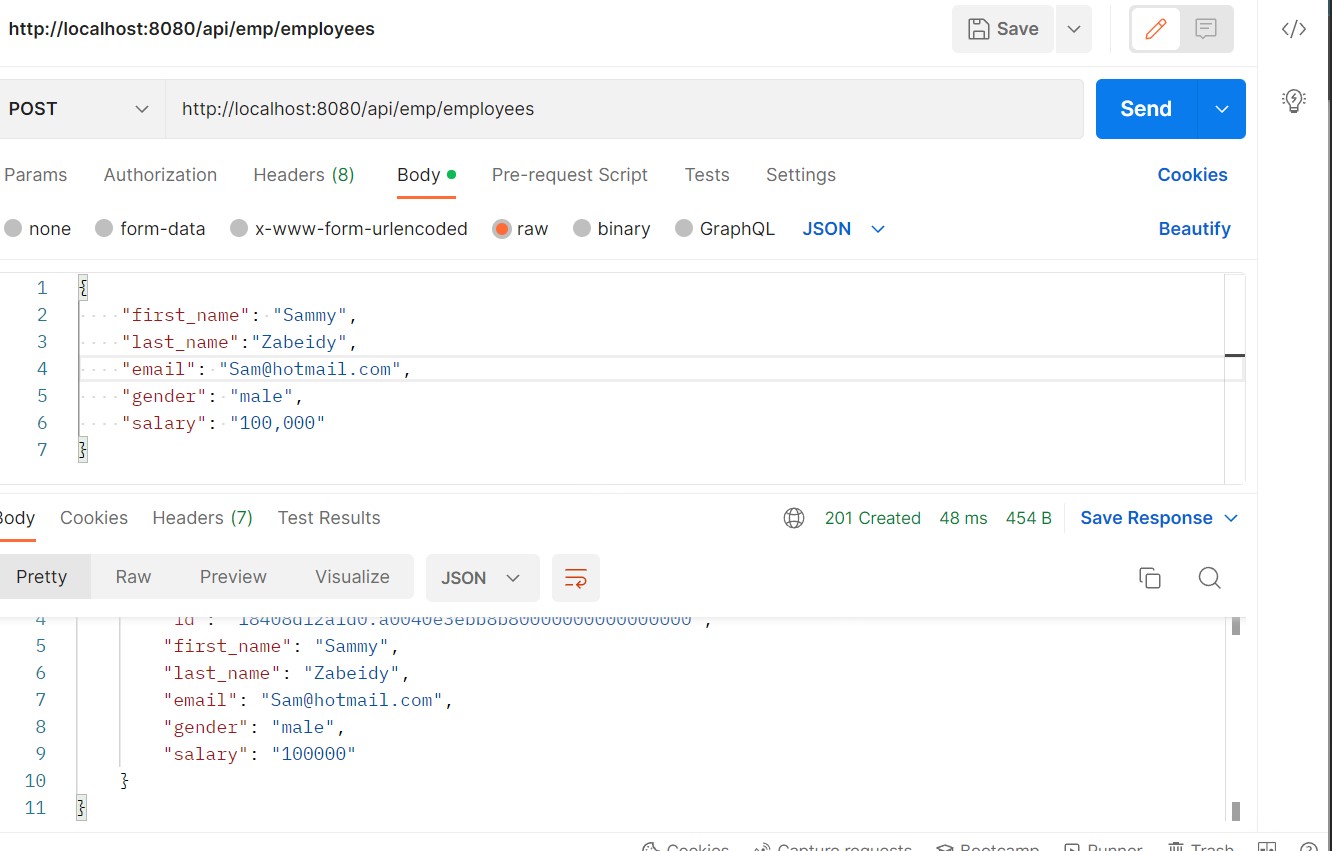 http://localhost:8080/api/emp/employees
Save
</>
POST
http://localhost:8080/api/emp/employees
Send
Params Authorization Headers (8) Body Pre-request Script Tests Settings Cookies
none form-data x-www-form-urlencoded raw binary GraphQL JSON Beautify
1 {
2 "first_name": "Sammy",
3 "last_name":"Zabeidy",
4 "email": "Sam@hotmail.com",
5 "gender": "male",
6 "salary": "100,000"
7 }
Body Cookies Headers (7) Test Results 201 Created 48 ms 454 B Save Response
Pretty Raw Preview Visualize JSON
4 "id":
5 "first_name": "Sammy",
6 "last_name": "Zabeidy",
7 "email": "Sam@hotmail.com",
8 "gender": "male",
9 "salary": "100000"
10 }
11 }
Cookies Capture requests Bootcamp Runner Trash